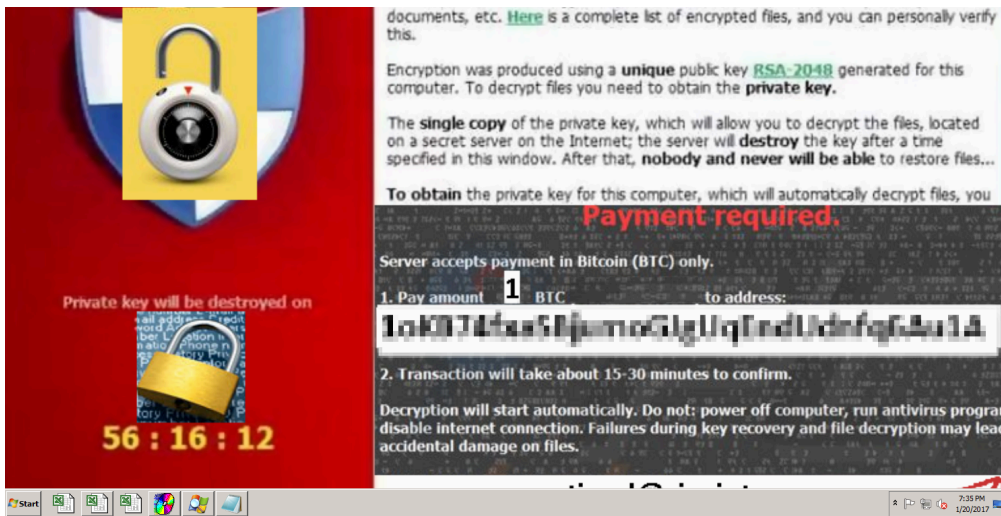 documents, etc. Here is a complete list of encrypted files, and you can personally verify
this.
Encryption was produced using a unique public key RSA-2048 generated for this
computer. To decrypt files you need to obtain the private key.
The single copy of the private key, which will allow you to decrypt the files, located
on a secret server on the Internet; the server will destroy the key after a time
specified in this window. After that, nobody and never will be able to restore files...
To obtain the private key for this computer, which will automatically decrypt files, you
Payment required.
Server accepts payment in Bitcoin (BTC) only.
1. Pay amount 1 BTC to address:
2. Transaction will take about 15-30 minutes to confirm.
Decryption will start automatically. Do not: power off computer, run antivirus
disable internet connection. Failures during key recovery and file decryption may
accidental damage on files.
Private key will be destroyed on
56 : 16 : 12
Start
7:35 PM
1/20/2017